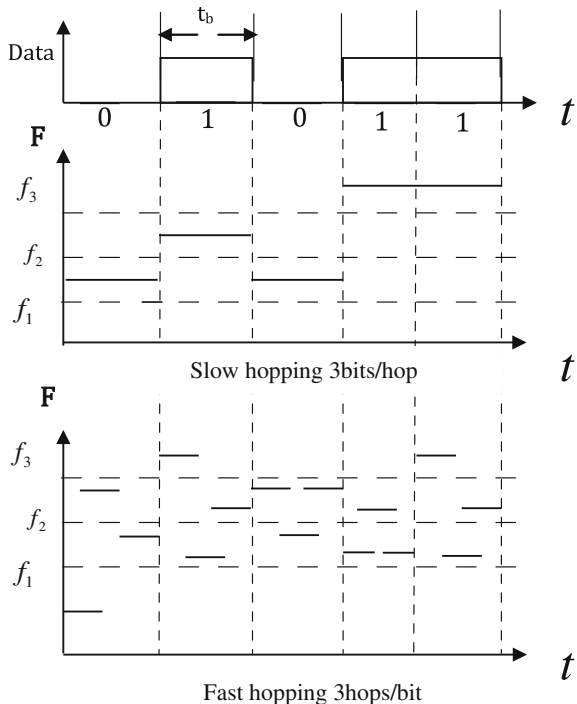 t_b
Data
0 1 0 1 1
t
F
f_3
f_2
f_1
Slow hopping 3bits/hop
t
F
f_3
f_2
f_1
t
Fast hopping 3hops/bit